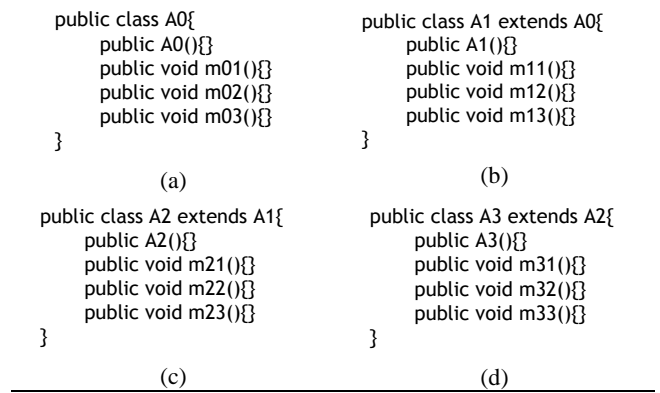 public class A0{
public A0(){}
public void m01(){}
public void m02(){}
public void m03(){}
}
(a)
public class A1 extends A0{
public A1(){}
public void m11(){}
public void m12(){}
public void m13(){}
}
(b)
public class A2 extends A1{
public A2(){}
public void m21(){}
public void m22(){}
public void m23(){}
}
(c)
public class A3 extends A2{
public A3(){}
public void m31(){}
public void m32(){}
public void m33(){}
}
(d)